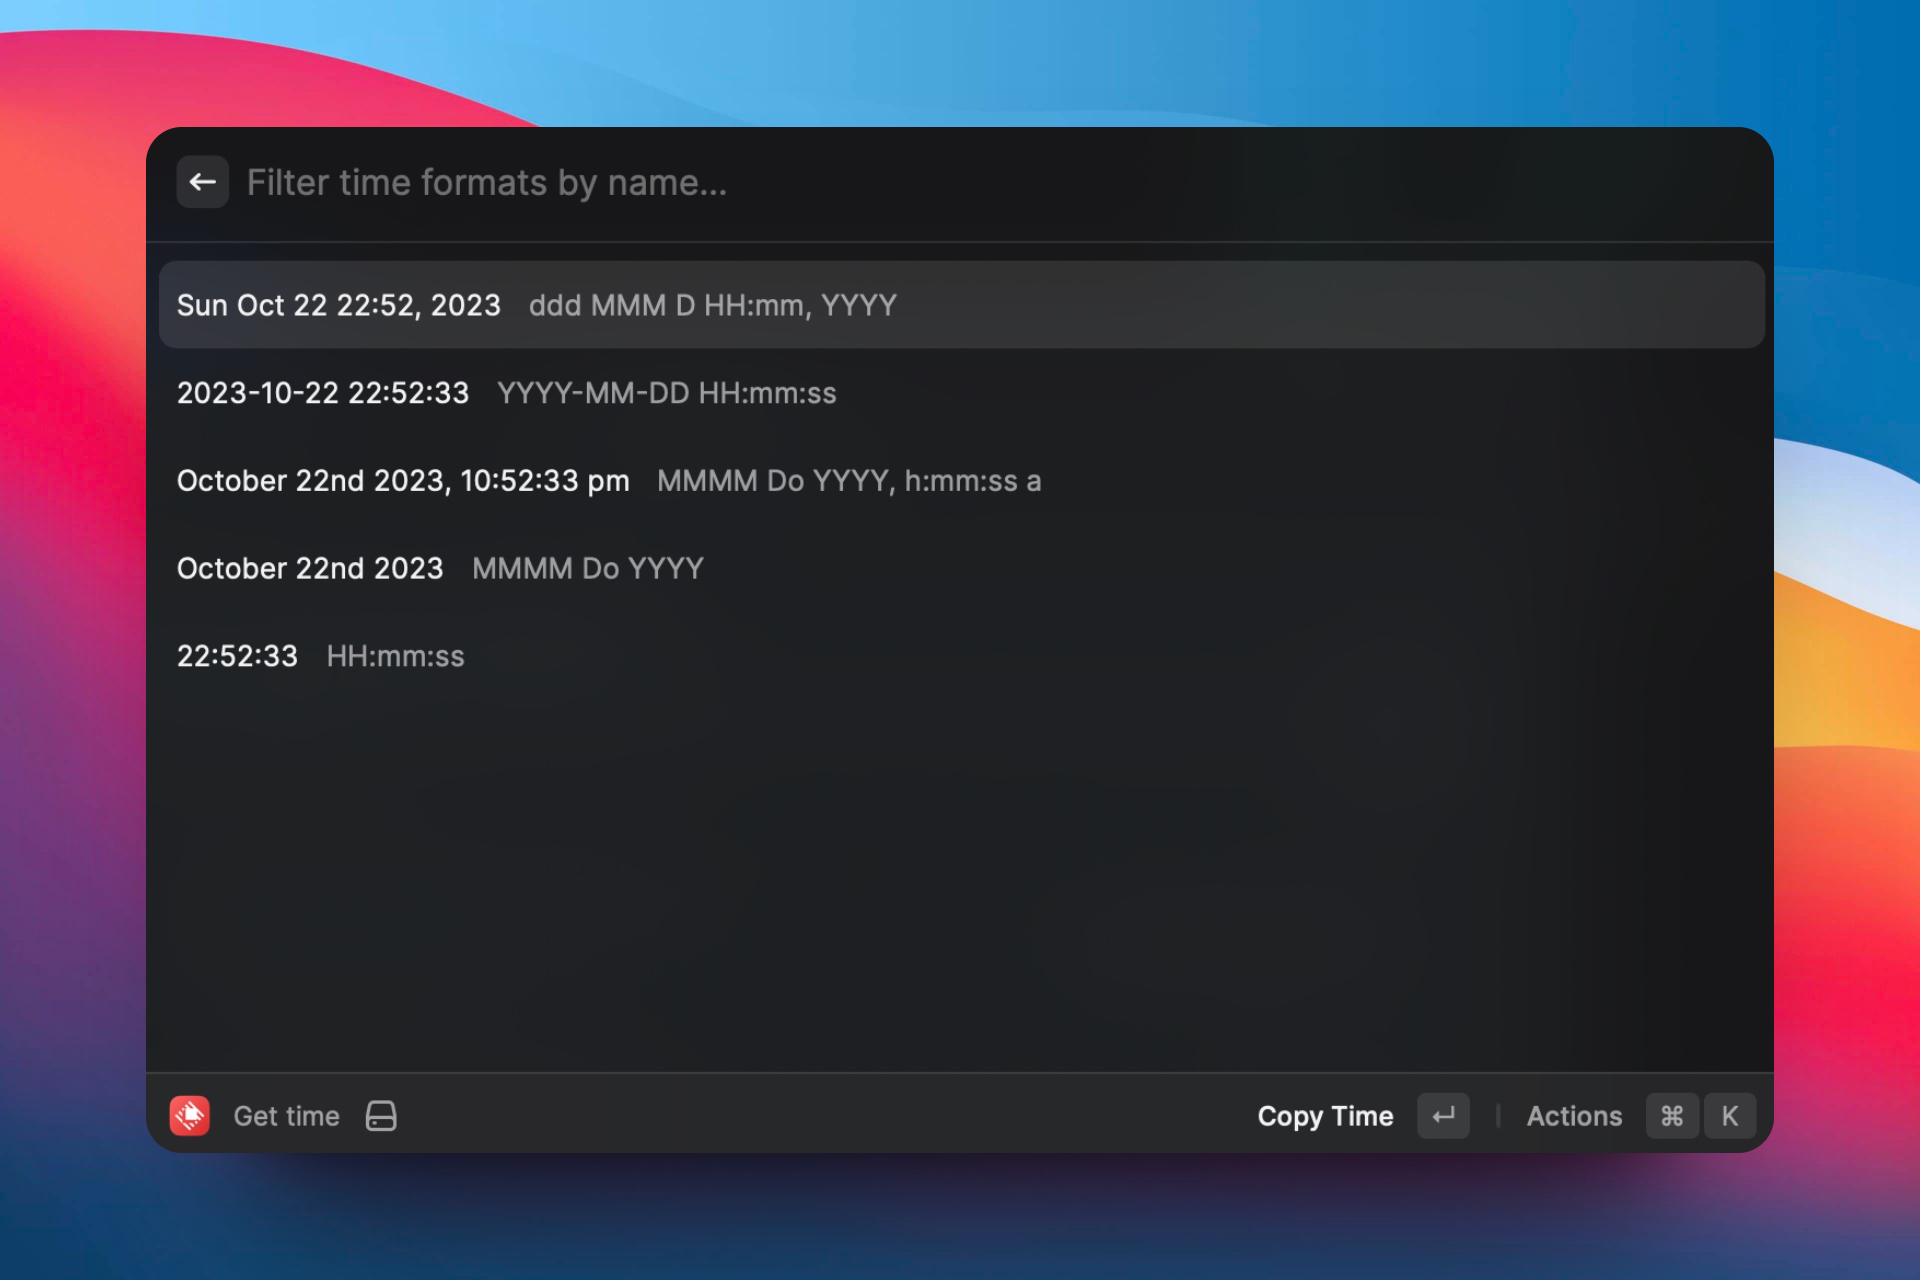 Filter time formats by name...
Sun Oct 22 22:52, 2023 ddd MMM D HH:mm, YYYY
2023-10-22 22:52:33 YYYY-MM-DD HH:mm:ss
October 22nd 2023, 10:52:33 pm MMMM Do YYYY, h:mm:ss a
October 22nd 2023 MMMM Do YYYY
22:52:33 HH:mm:ss
Get time Copy Time ↵ Actions ⌘ K